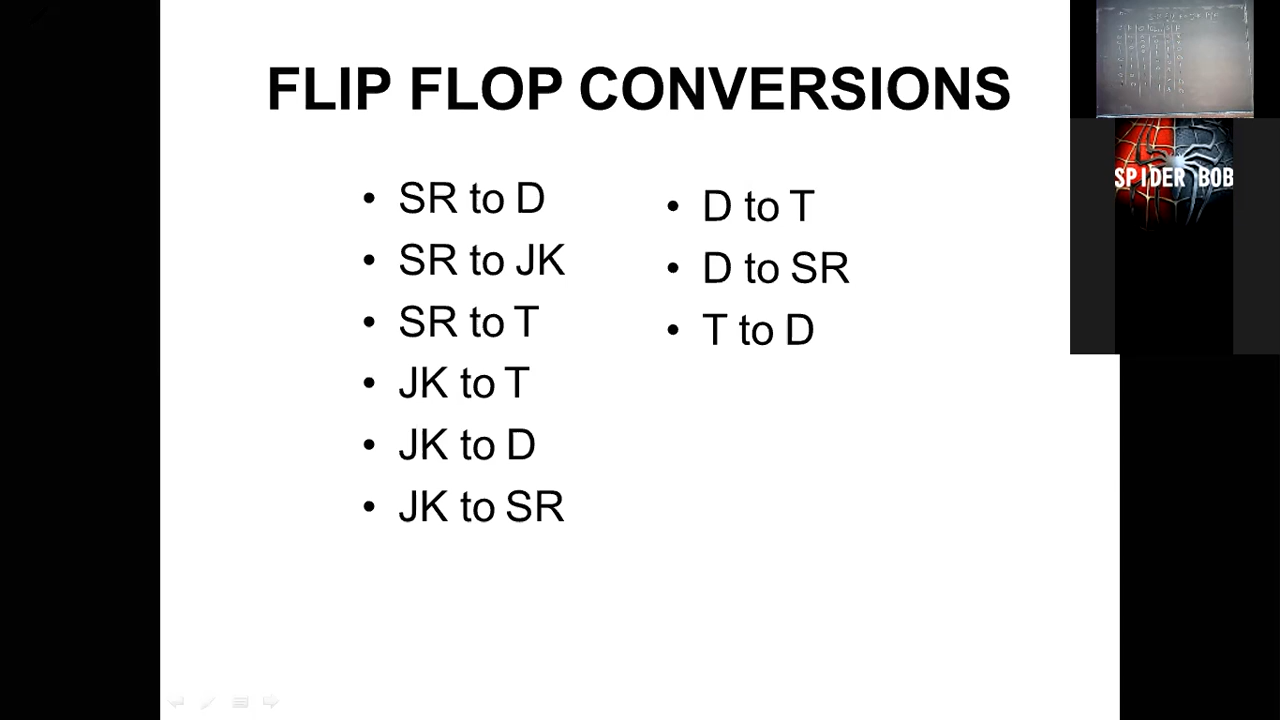 FLIP FLOP CONVERSIONS
• SR to D
• SR to JK
• SR to T
• JK to T
• JK to D
• JK to SR
• D to T
• D to SR
• T to D
SPIDER BOB